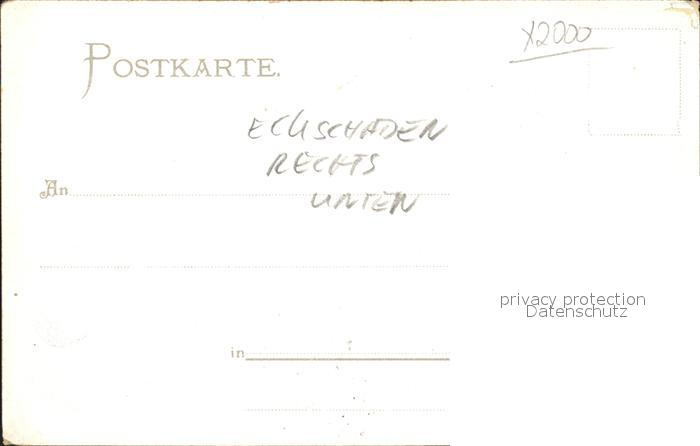 X2000
POSTKARTE.
ECKSCHADEN
RECHTS
UNTEN
An
privacy protection
Datenschutz
in